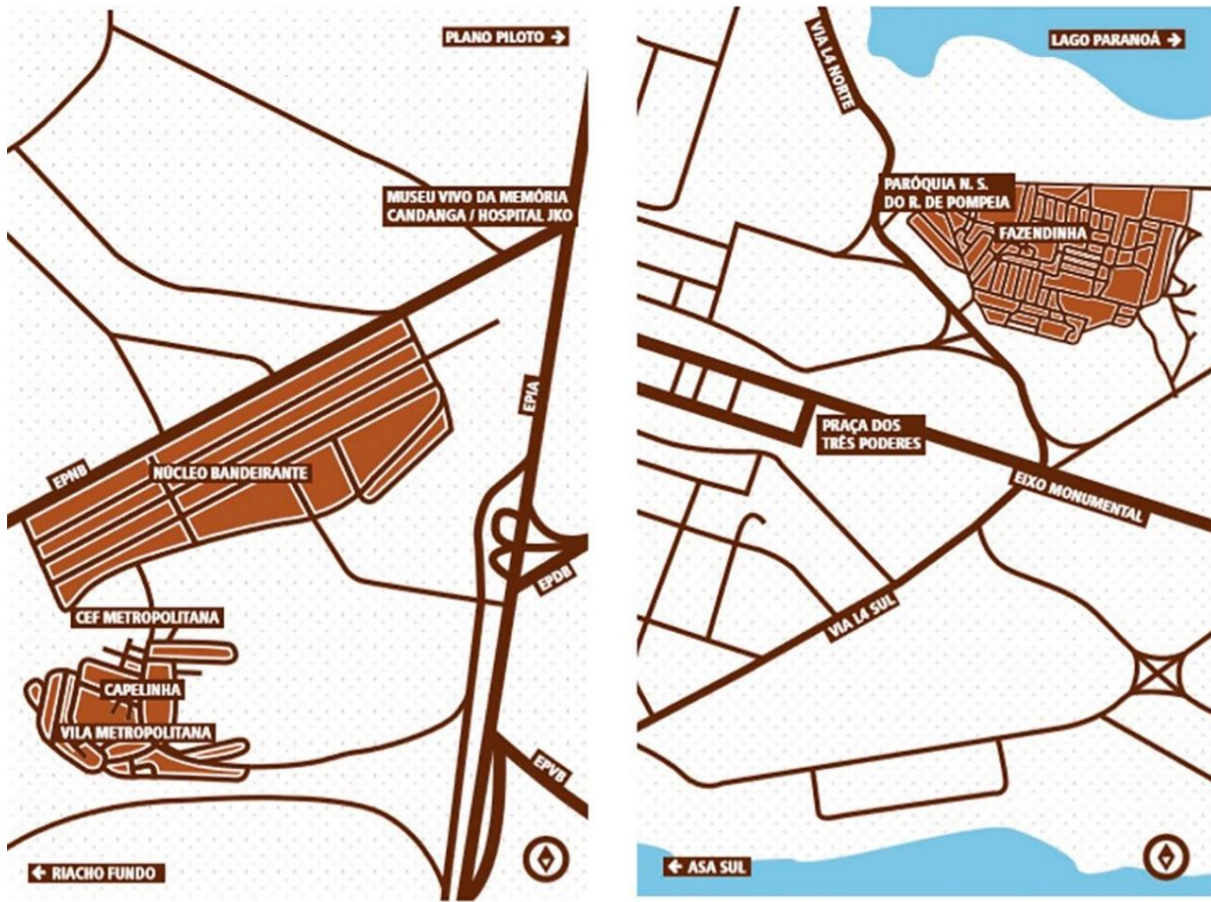 PLANO PILOTO →
MUSEU VIVO DA MEMÓRIA
CANDANGA / HOSPITAL JKO
EPIA
EPNB
NÚCLEO BANDEIRANTE
EPDB
CEF METROPOLITANA
CAPELINHA
VILA METROPOLITANA
EPVB
← RIACHO FUNDO
LAGO PARANOÁ →
VIA L4 NORTE
PARÓQUIA N. S.
DO R. DE POMPEIA
FAZENDINHA
PRAÇA DOS
TRÊS PODERES
EIXO MONUMENTAL
VIA L4 SUL
← ASA SUL